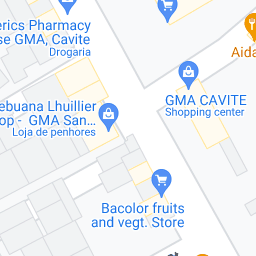 erics Pharmacy
se GMA, Cavite
Drogaria
Aida
GMA CAVITE
Shopping center
ebuana Lhuillier
op - GMA San...
Loja de penhores
Bacolor fruits
and vegt. Store